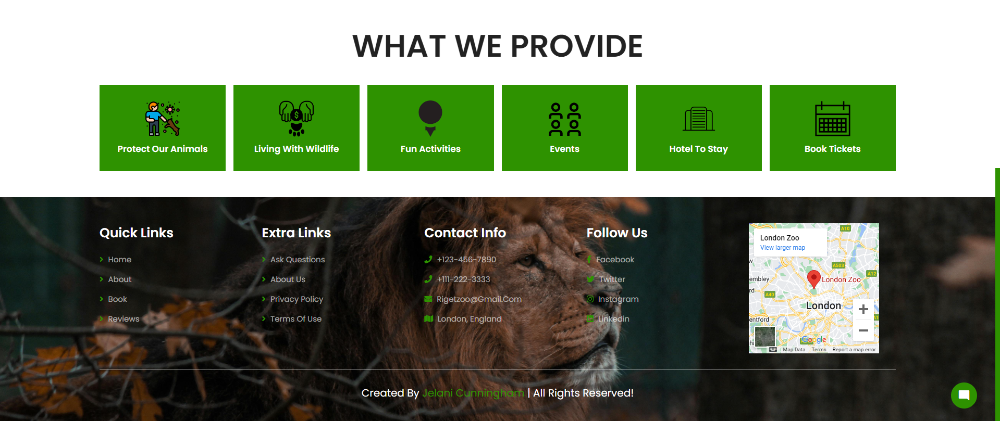 WHAT WE PROVIDE
Protect Our Animals
Living With Wildlife
Fun Activities
Events
Hotel To Stay
Book Tickets
Quick Links
Home
About
Book
Reviews
Extra Links
Ask Questions
About Us
Privacy Policy
Terms Of Use
Contact Info
+123-456-7890
+111-222-3333
Rigetzoo@Gmail.Com
London, England
Follow Us
Facebook
Twitter
Instagram
Linkedin
London Zoo
View larger map
A10
A503
A12
London Zoo
embley
rd
A40
London
entford
Google
Map Data
Terms
Report a map error
Created By Jelani Cunningham | All Rights Reserved!